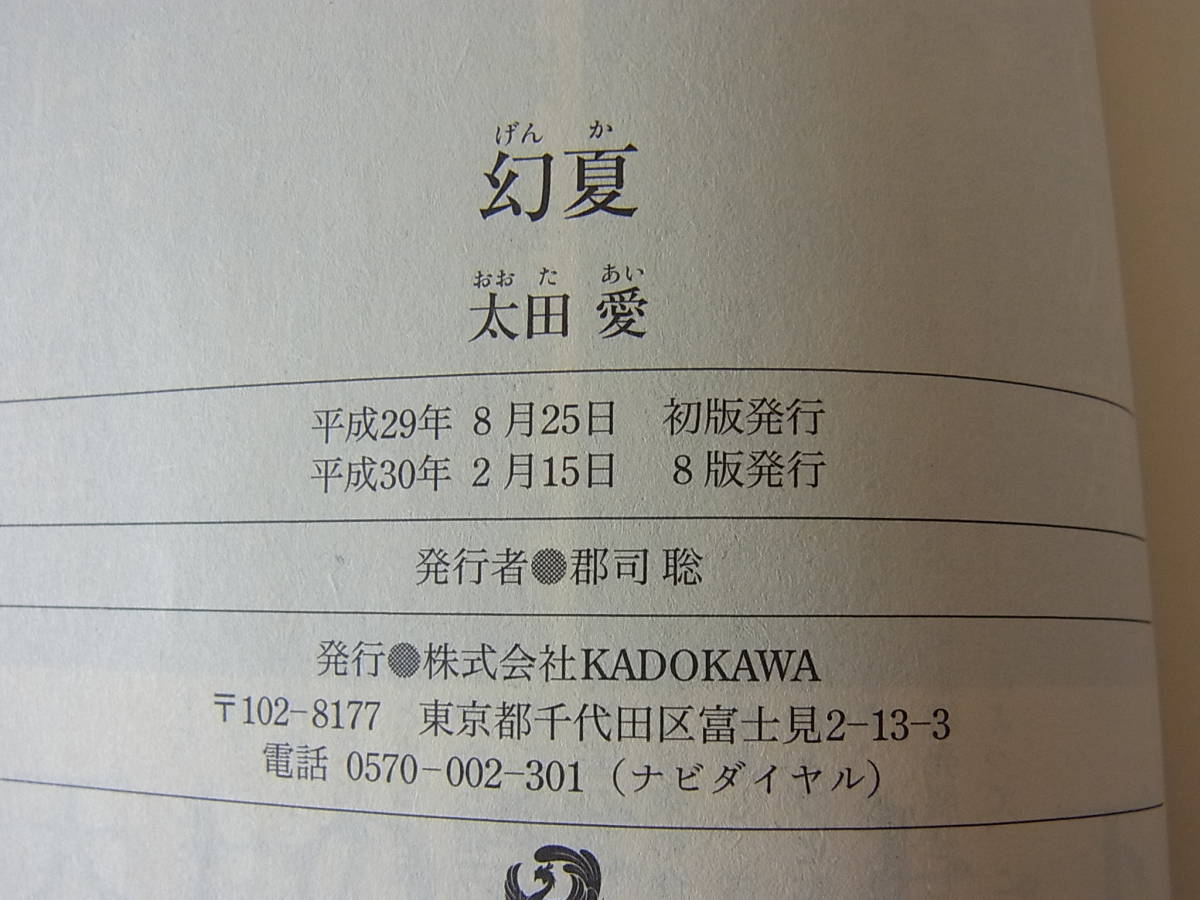 げんか
幻夏
おおた あい
太田 愛
平成29年 8月25日 初版発行
平成30年 2月15日 8版発行
発行者●郡司 聡
発行●株式会社KADOKAWA
〒102-8177 東京都千代田区富士見2-13-3
電話 0570-002-301(ナビダイヤル)